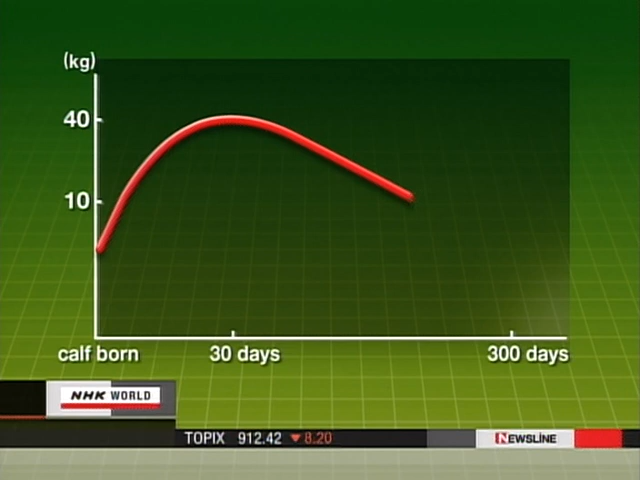 (kg)
40
10
calf born 30 days 300 days
NHK WORLD
TOPIX 912.42 ▼8.20 NEWSLINE